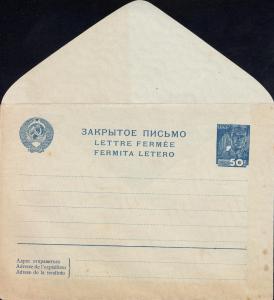 ЗАКРЫТОЕ ПИСЬМО
LETTRE FERMÉE
FERMITA LETERO
50
Адрес отправителя
Adresse de l'expéditeur
Adreso de la sendinto